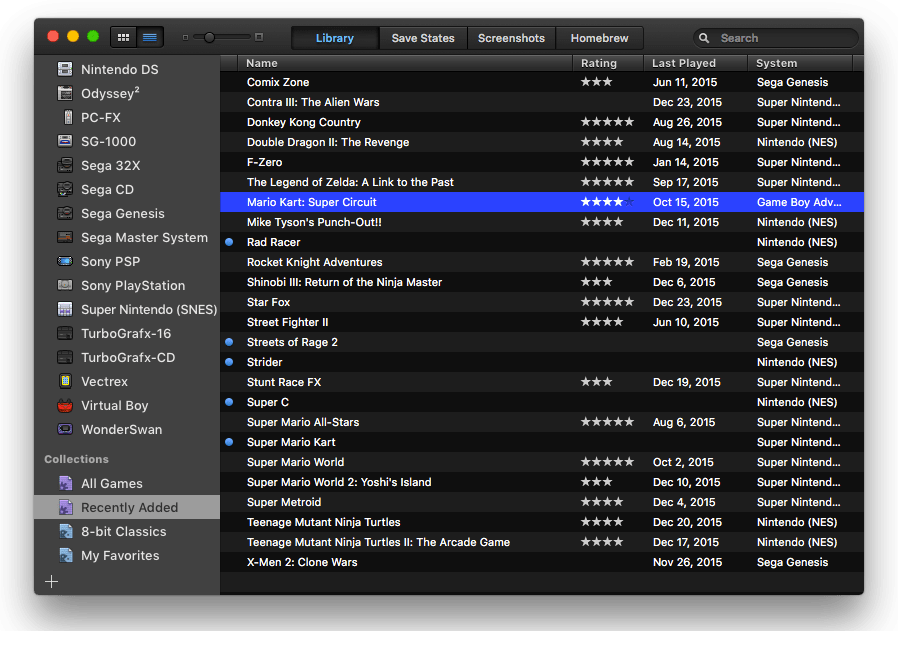 Library Save States Screenshots Homebrew Search
Nintendo DS
Odyssey²
PC-FX
SG-1000
Sega 32X
Sega CD
Sega Genesis
Sega Master System
Sony PSP
Sony PlayStation
Super Nintendo (SNES)
TurboGrafx-16
TurboGrafx-CD
Vectrex
Virtual Boy
WonderSwan
Collections
All Games
Recently Added
8-bit Classics
My Favorites
Name Rating Last Played System
Comix Zone ★★★ Jun 11, 2015 Sega Genesis
Contra III: The Alien Wars Dec 23, 2015 Super Nintend...
Donkey Kong Country ★★★★★ Aug 26, 2015 Super Nintend...
Double Dragon II: The Revenge ★★★★ Aug 14, 2015 Nintendo (NES)
F-Zero ★★★★★ Jan 14, 2015 Super Nintend...
The Legend of Zelda: A Link to the Past ★★★★★ Sep 17, 2015 Super Nintend...
Mario Kart: Super Circuit ★★★★★ Oct 15, 2015 Game Boy Adv...
Mike Tyson's Punch-Out!! ★★★★ Dec 11, 2015 Nintendo (NES)
Rad Racer Nintendo (NES)
Rocket Knight Adventures ★★★★★ Feb 19, 2015 Sega Genesis
Shinobi III: Return of the Ninja Master ★★★ Dec 6, 2015 Sega Genesis
Star Fox ★★★★★ Dec 23, 2015 Super Nintend...
Street Fighter II ★★★★ Jun 10, 2015 Super Nintend...
Streets of Rage 2 Sega Genesis
Strider Nintendo (NES)
Stunt Race FX ★★★ Dec 19, 2015 Super Nintend...
Super C Nintendo (NES)
Super Mario All-Stars ★★★★★ Aug 6, 2015 Super Nintend...
Super Mario Kart Super Nintend...
Super Mario World ★★★★★ Oct 2, 2015 Super Nintend...
Super Mario World 2: Yoshi's Island ★★★ Dec 10, 2015 Super Nintend...
Super Metroid ★★★★ Dec 4, 2015 Super Nintend...
Teenage Mutant Ninja Turtles ★★★★ Dec 20, 2015 Nintendo (NES)
Teenage Mutant Ninja Turtles II: The Arcade Game ★★★★ Dec 17, 2015 Nintendo (NES)
X-Men 2: Clone Wars Nov 26, 2015 Sega Genesis